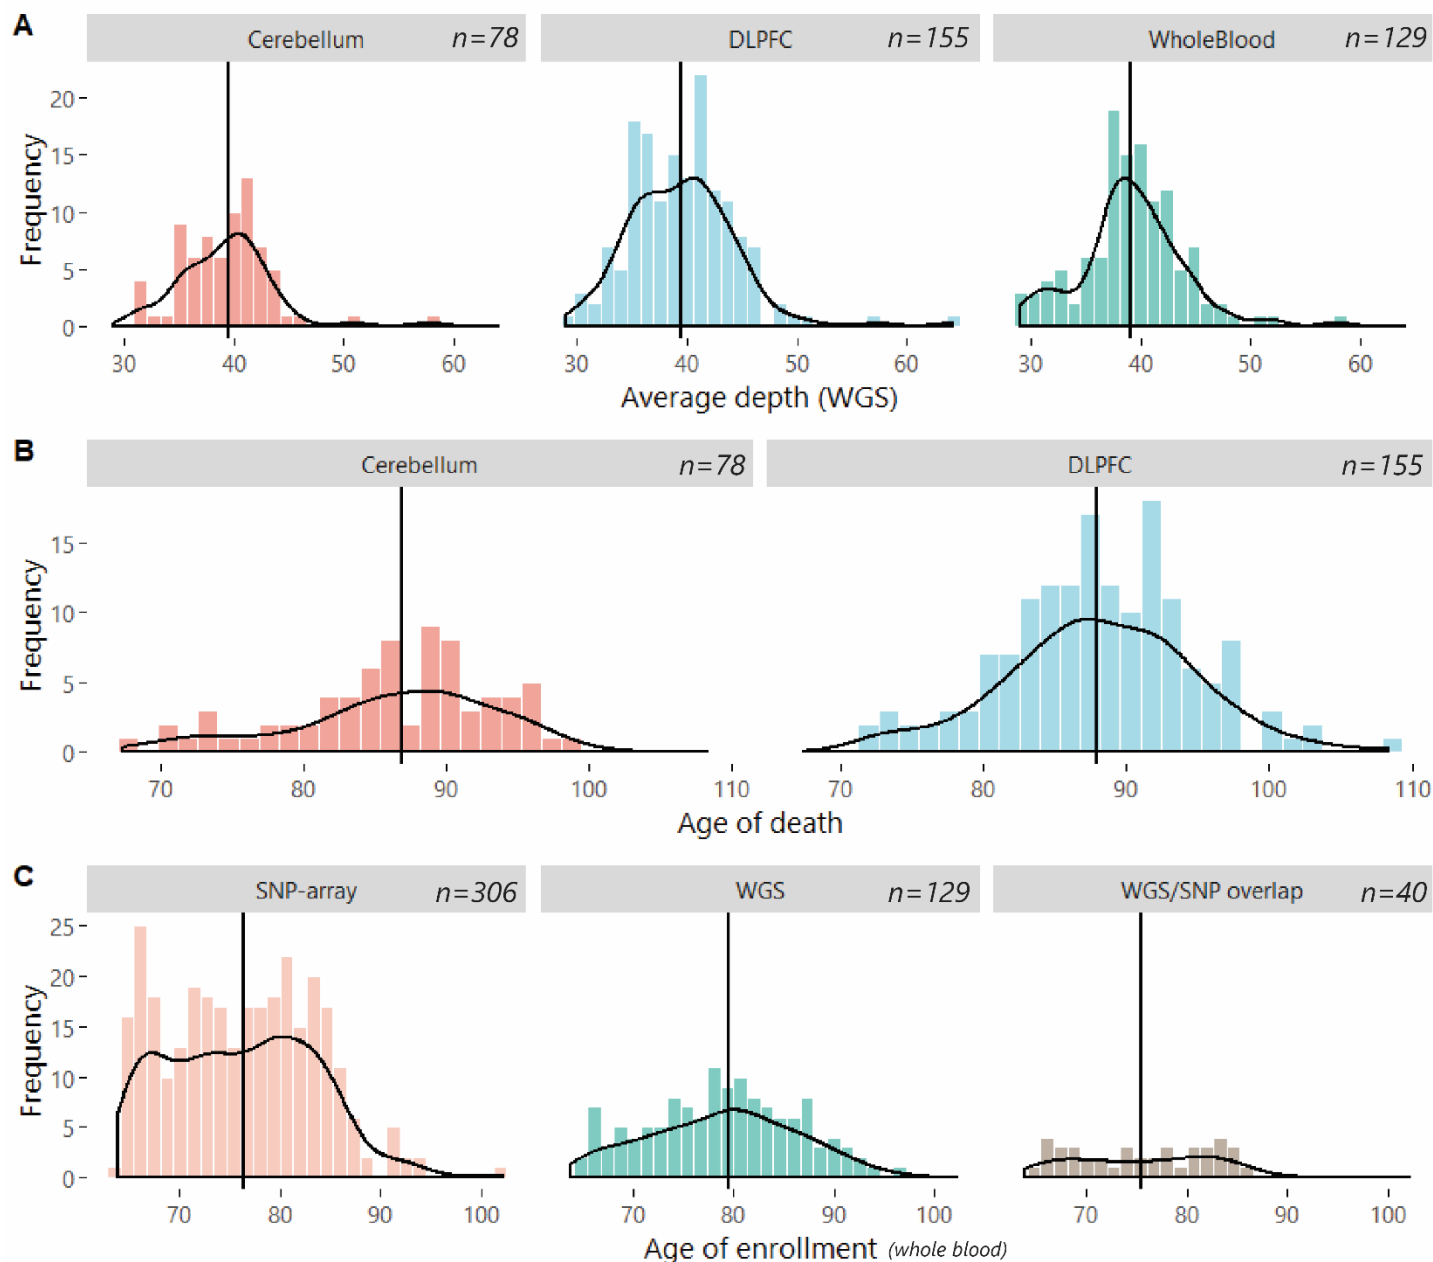 A
Cerebellum n=78 DLPFC n=155 WholeBlood n=129
Frequency
20
15
10
5
0
30 40 50 60 30 40 50 60 30 40 50 60
Average depth (WGS)
B
Cerebellum n=78 DLPFC n=155
Frequency
15
10
5
0
70 80 90 100 110 70 80 90 100 110
Age of death
C
SNP-array n=306 WGS n=129 WGS/SNP overlap n=40
Frequency
25
20
15
10
5
0
70 80 90 100 70 80 90 100 70 80 90 100
Age of enrollment (whole blood)